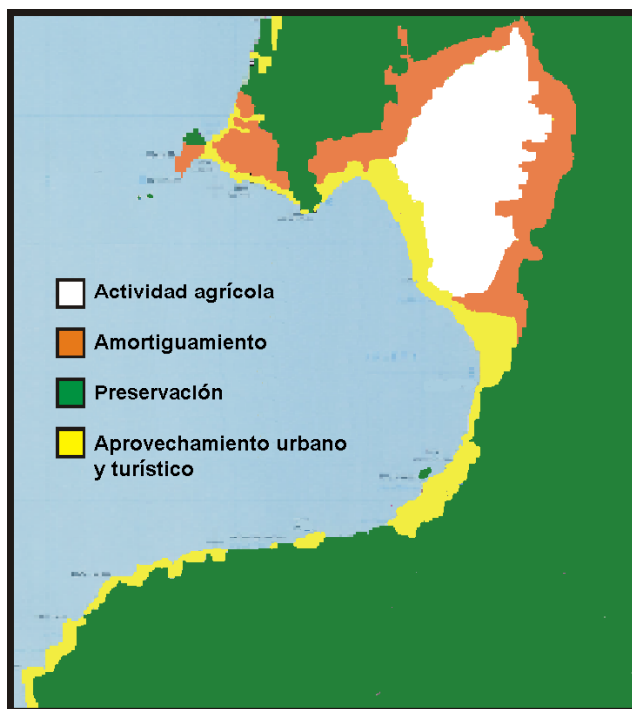 Actividad agrícola
Amortiguamiento
Preservación
Aprovechamiento urbano
y turístico